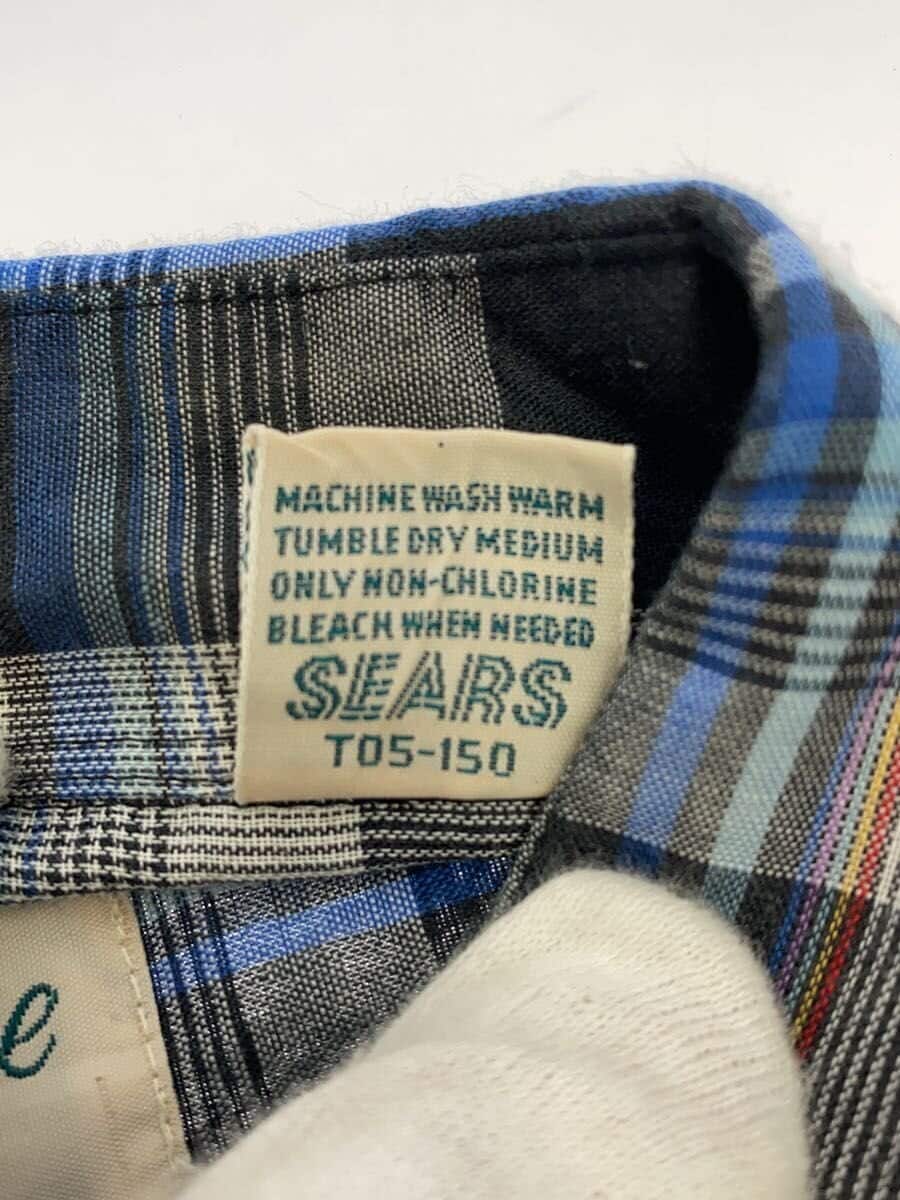 MACHINE WASH WARM
TUMBLE DRY MEDIUM
ONLY NON-CHLORINE
BLEACH WHEN NEEDED
SEARS
T05-150
e